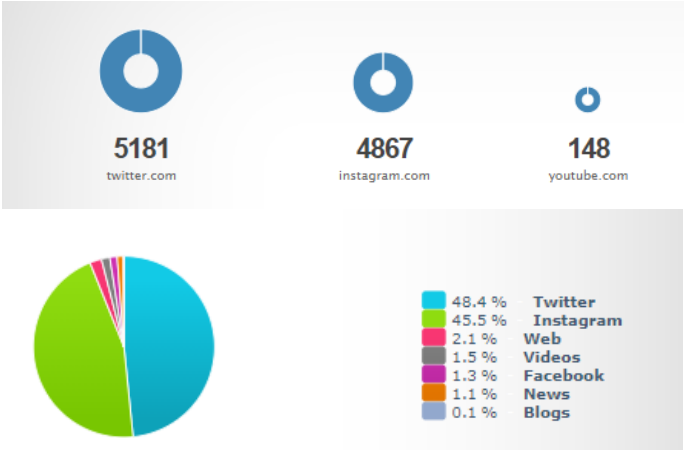 5181 4867 148
twitter.com instagram.com youtube.com
48.4 % Twitter
45.5 % Instagram
2.1 % Web
1.5 % Videos
1.3 % Facebook
1.1 % News
0.1 % Blogs